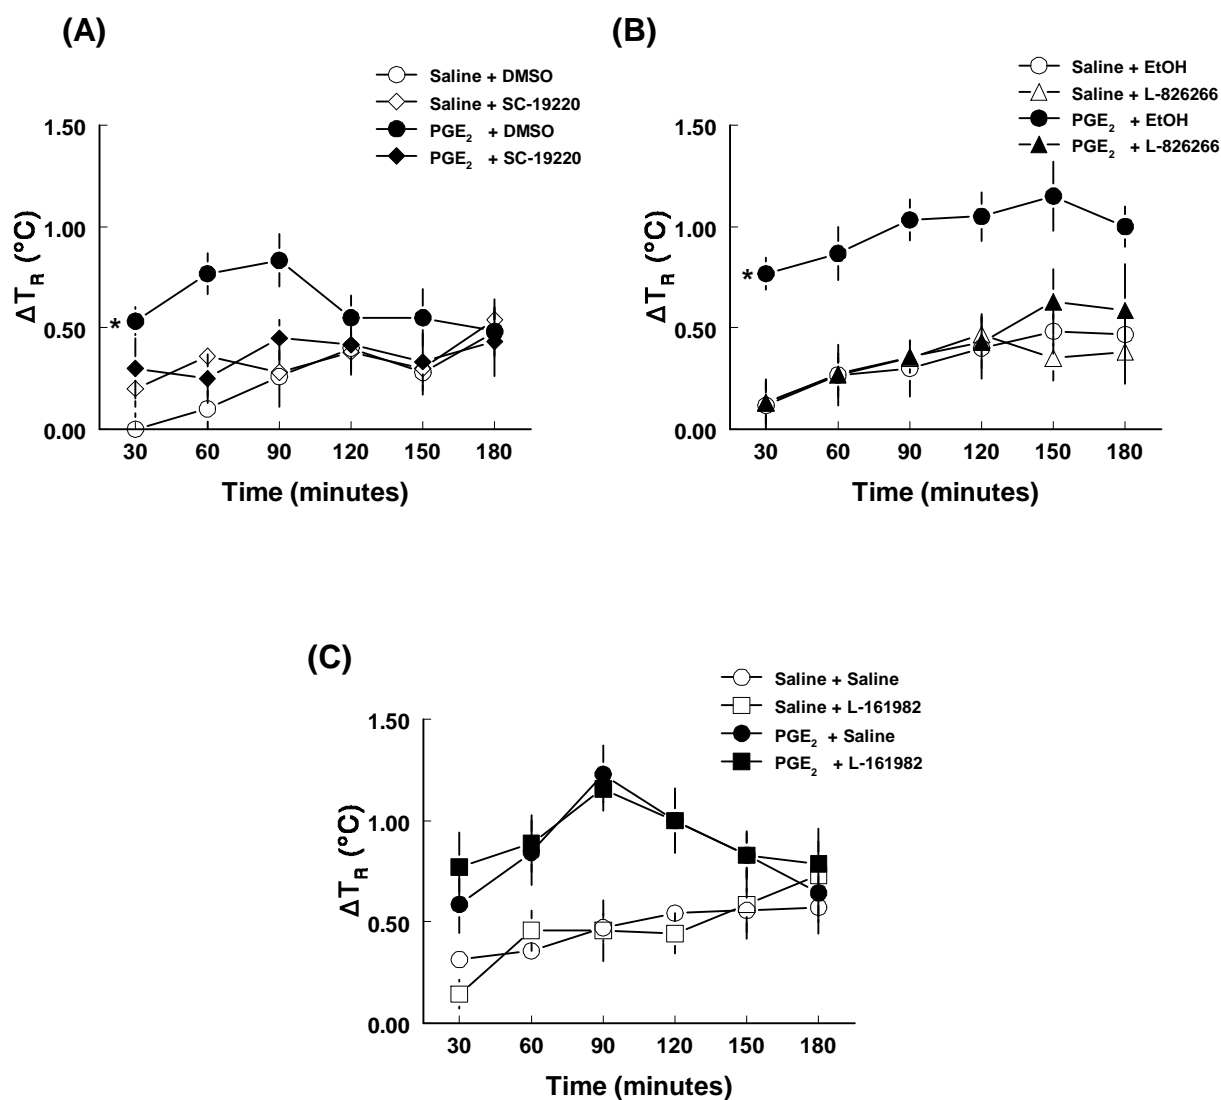 (A)
Saline + DMSO
Saline + SC-19220
PGE2 + DMSO
PGE2 + SC-19220
1.50
1.00
0.50
0.00
ΔTR (°C)
*
30 60 90 120 150 180
Time (minutes)
(B)
Saline + EtOH
Saline + L-826266
PGE2 + EtOH
PGE2 + L-826266
1.50
1.00
0.50
0.00
ΔTR (°C)
*
30 60 90 120 150 180
Time (minutes)
(C)
Saline + Saline
Saline + L-161982
PGE2 + Saline
PGE2 + L-161982
1.50
1.00
0.50
0.00
ΔTR (°C)
30 60 90 120 150 180
Time (minutes)